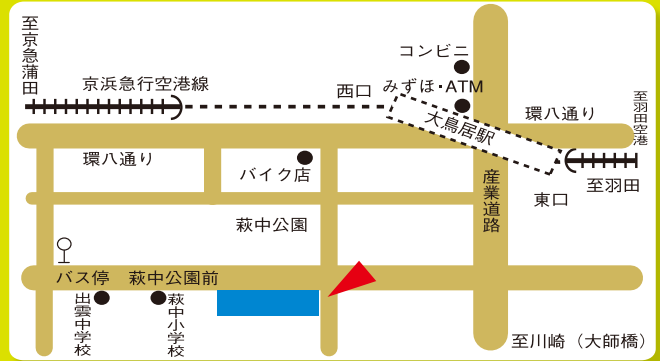 至京急蒲田
京浜急行空港線
西口
コンビニ
みずほ・ATM
大鳥居駅
環八通り
至羽田空港
環八通り
バイク店
産業道路
東口
至羽田
萩中公園
バス停
萩中公園前
出雲中学校
萩中小学校
至川崎（大師橋）